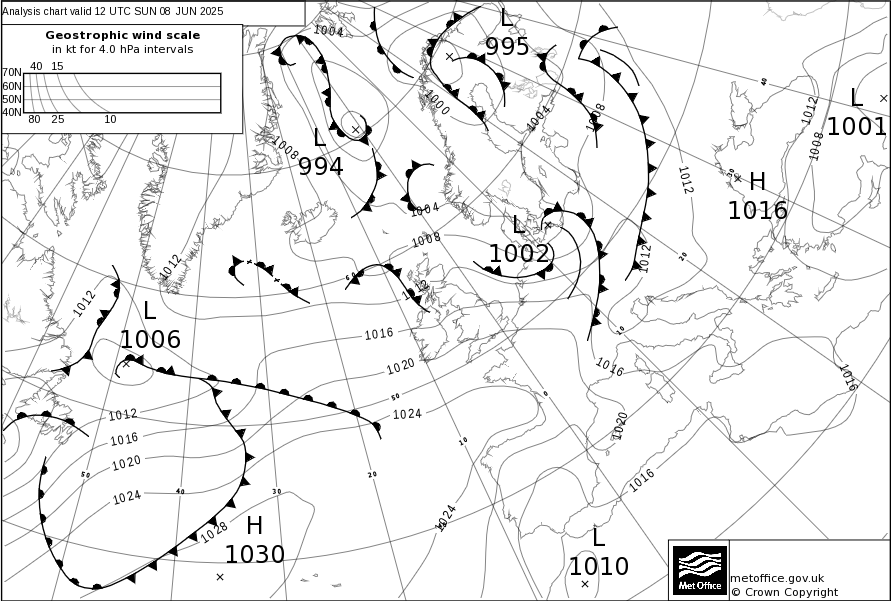 Analysis chart valid 12 UTC SUN 08 JUN 2025
Geostrophic wind scale
in kt for 4.0 hPa intervals
40 15
70N
60N
50N
40N
80 25 10
1004
L
995
1000
1004
1008
L
994
1008
1012
1008
L
1001
40
1012
H
1016
30
1004
1008
L
1002
1012
20
1012
1012
L
1006
60
1012
1016
10
1020
1016
1016
50
0
1024
1012
1016
1020
1024
10
1020
50
40
30
20
1016
1028
H
1030
1024
L
1010
Met Office
metoffice.gov.uk
© Crown Copyright